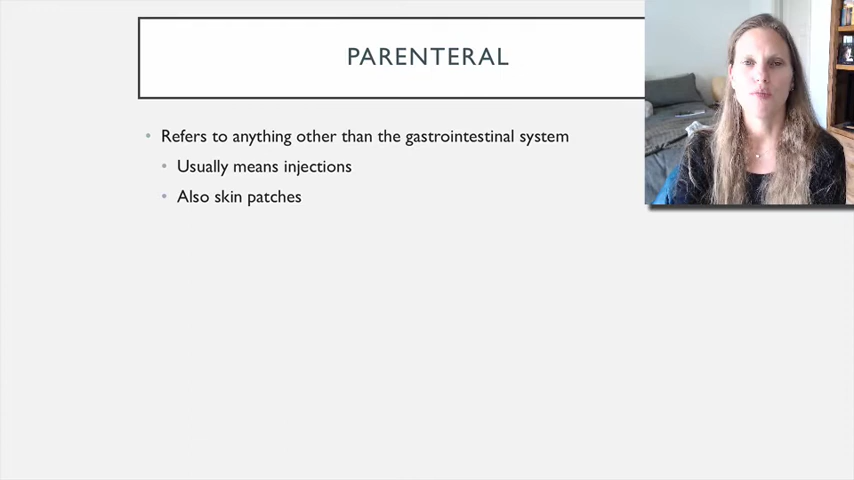 PARENTERAL
• Refers to anything other than the gastrointestinal system
• Usually means injections
• Also skin patches